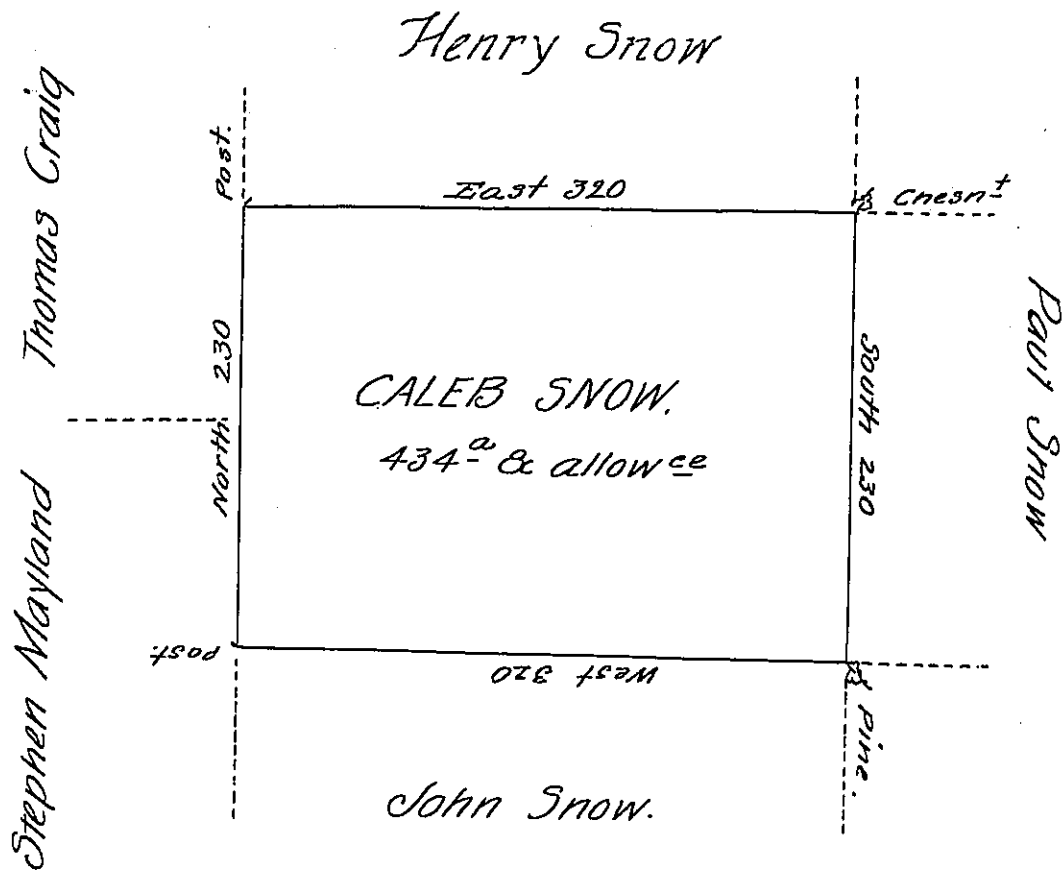 Henry Snow
Thomas Craig
Post.
East 320
Chesnᵗ
North 230
CALEB SNOW.
434ᵃ & allowᶜᵉ
South 230
Paul Snow
Stephen Mayland
Post
West 320
Pine.
John Snow.